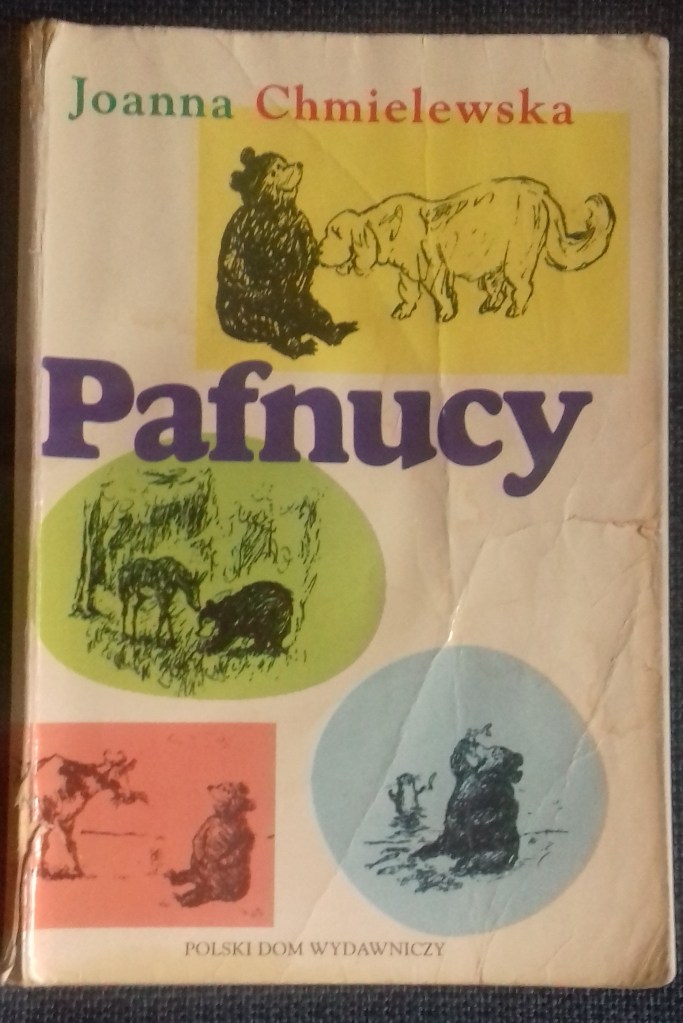 Joanna Chmielewska
Pafnucy
POLSKI DOM WYDAWNICZY